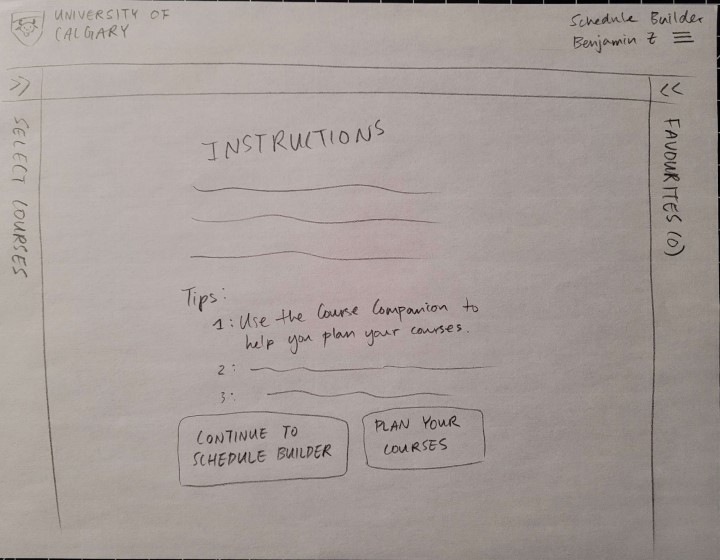 UNIVERSITY OF
CALGARY
Schedule Builder
Benjamin Z
>>
<<
SELECT COURSES
FAVOURITES (0)
INSTRUCTIONS
Tips:
1: Use the Course Companion to
help you plan your courses.
2:
3:
CONTINUE TO
SCHEDULE BUILDER
PLAN YOUR
COURSES